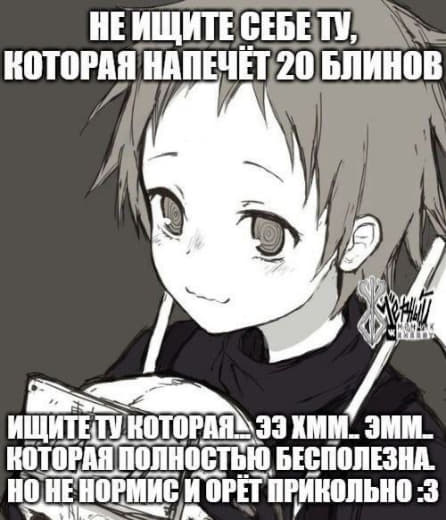 НЕ ИЩИТЕ СЕБЕ ТУ,
КОТОРАЯ НАПЕЧЁТ 20 БЛИНОВ
ИЩИТЕ ТУ КОТОРАЯ... ЭЭ ХММ.. ЭММ..
КОТОРАЯ ПОЛНОСТЬЮ БЕСПОЛЕЗНА.
НО НЕ НОРМИС И ОРЁТ ПРИКОЛЬНО :3